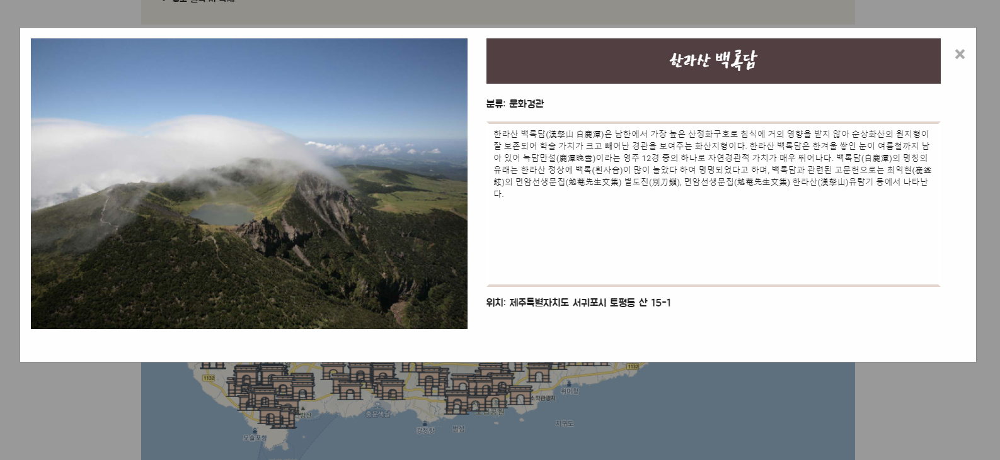 한라산 백록담
×
분류: 문화경관
한라산 백록담(漢拏山 白鹿潭)은 남한에서 가장 높은 산정화구호로 침식에 거의 영향을 받지 않아 순상화산의 원지형이
잘 보존되어 학술 가치가 크고 빼어난 경관을 보여주는 화산지형이다. 한라산 백록담은 한겨울 쌓인 눈이 여름철까지 남
아 있어 녹담만설(鹿潭晚雪)이라는 영주 12경 중의 하나로 자연경관적 가치가 매우 뛰어나다. 백록담(白鹿潭)의 명칭의
유래는 한라산 정상에 백록(흰사슴)이 많이 놀았다 하여 명명되었다고 하며, 백록담과 관련된 고문헌으로는 최익현(崔益
鉉)의 면암선생문집(勉菴先生文集) 별도진(別刀鎭), 면암선생문집(勉菴先生文集) 한라산(漢拏山)유람기 등에서 나타난
다.
위치: 제주특별자치도 서귀포시 토평동 산 15-1
1132
1132
위미항
소깍관광지
중문색달
지귀도
강정항
범섬
모슬포항